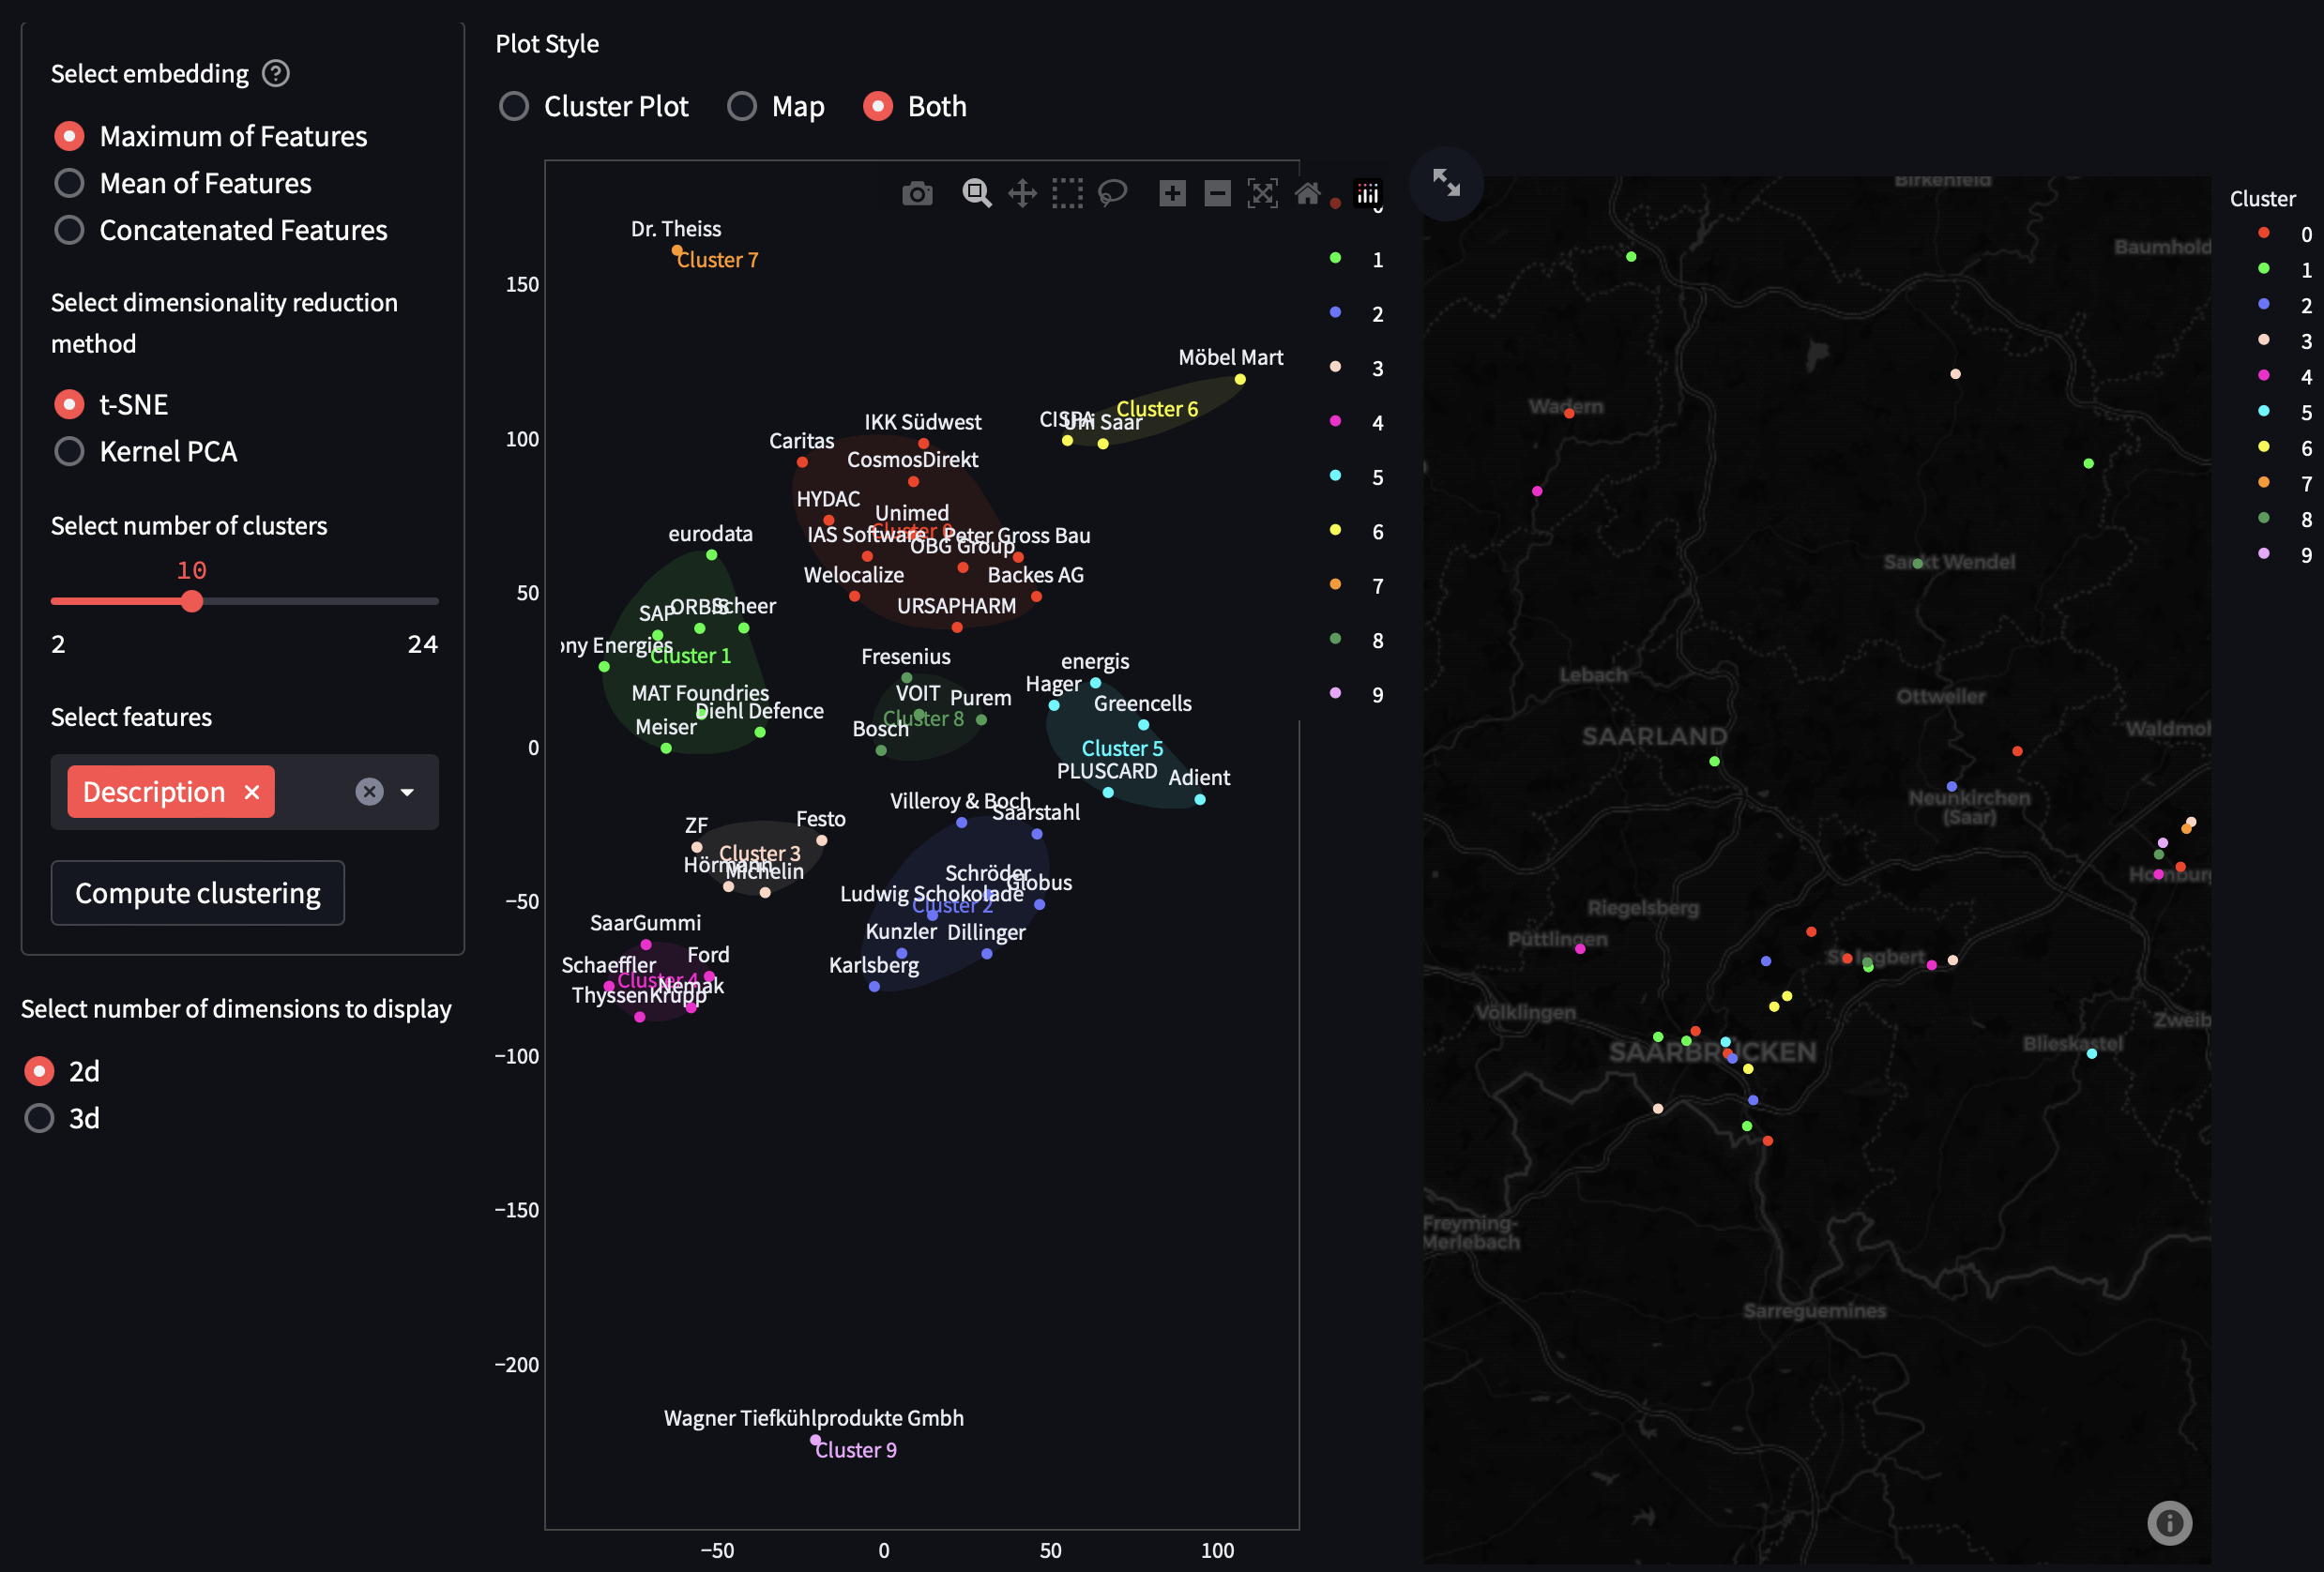 Select embedding
Maximum of Features
Mean of Features
Concatenated Features
Select dimensionality reduction
method
t-SNE
Kernel PCA
Select number of clusters
10
2 24
Select features
Description
Compute clustering
Select number of dimensions to display
2d
3d
Plot Style
Cluster Plot Map Both
Dr. Theiss
Cluster 7
150
Möbel Mart
Cluster 6
CISPA
Uni Saar
100
IKK Südwest
Caritas
CosmosDirekt
HYDAC
Unimed
Cluster 0
IAS Software
Peter Gross Bau
OBG Group
Welocalize
Backes AG
URSAPHARM
50
eurodata
SAP
ORBIS
Scheer
ony Energies
Cluster 1
MAT Foundries
Diehl Defence
Meiser
Fresenius
VOIT
Purem
Cluster 8
Bosch
0
energis
Hager
Greencells
Cluster 5
PLUSCARD
Adient
Villeroy & Boch
Saarstahl
ZF
Festo
Cluster 3
Hörmann
Michelin
Schröder
Globus
Ludwig Schokolade
Cluster 2
−50
Kunzler
Dillinger
Karlsberg
SaarGummi
Ford
Schaeffler
Cluster 4
Nemak
ThyssenKrupp
−100
−150
−200
Wagner Tiefkühlprodukte Gmbh
Cluster 9
−50 0 50 100
1
2
3
4
5
6
7
8
9
Birkenfeld
Baumhold
Wadern
Sankt Wendel
Lebach
Ottweiler
SAARLAND
Waldmoh
Neunkirchen
(Saar)
Homburg
Riegelsberg
Püttlingen
St Ingbert
Völklingen
Zweib
SAARBRÜCKEN
Blieskastel
Freyming-
Merlebach
Sarreguemines
Cluster
0
1
2
3
4
5
6
7
8
9